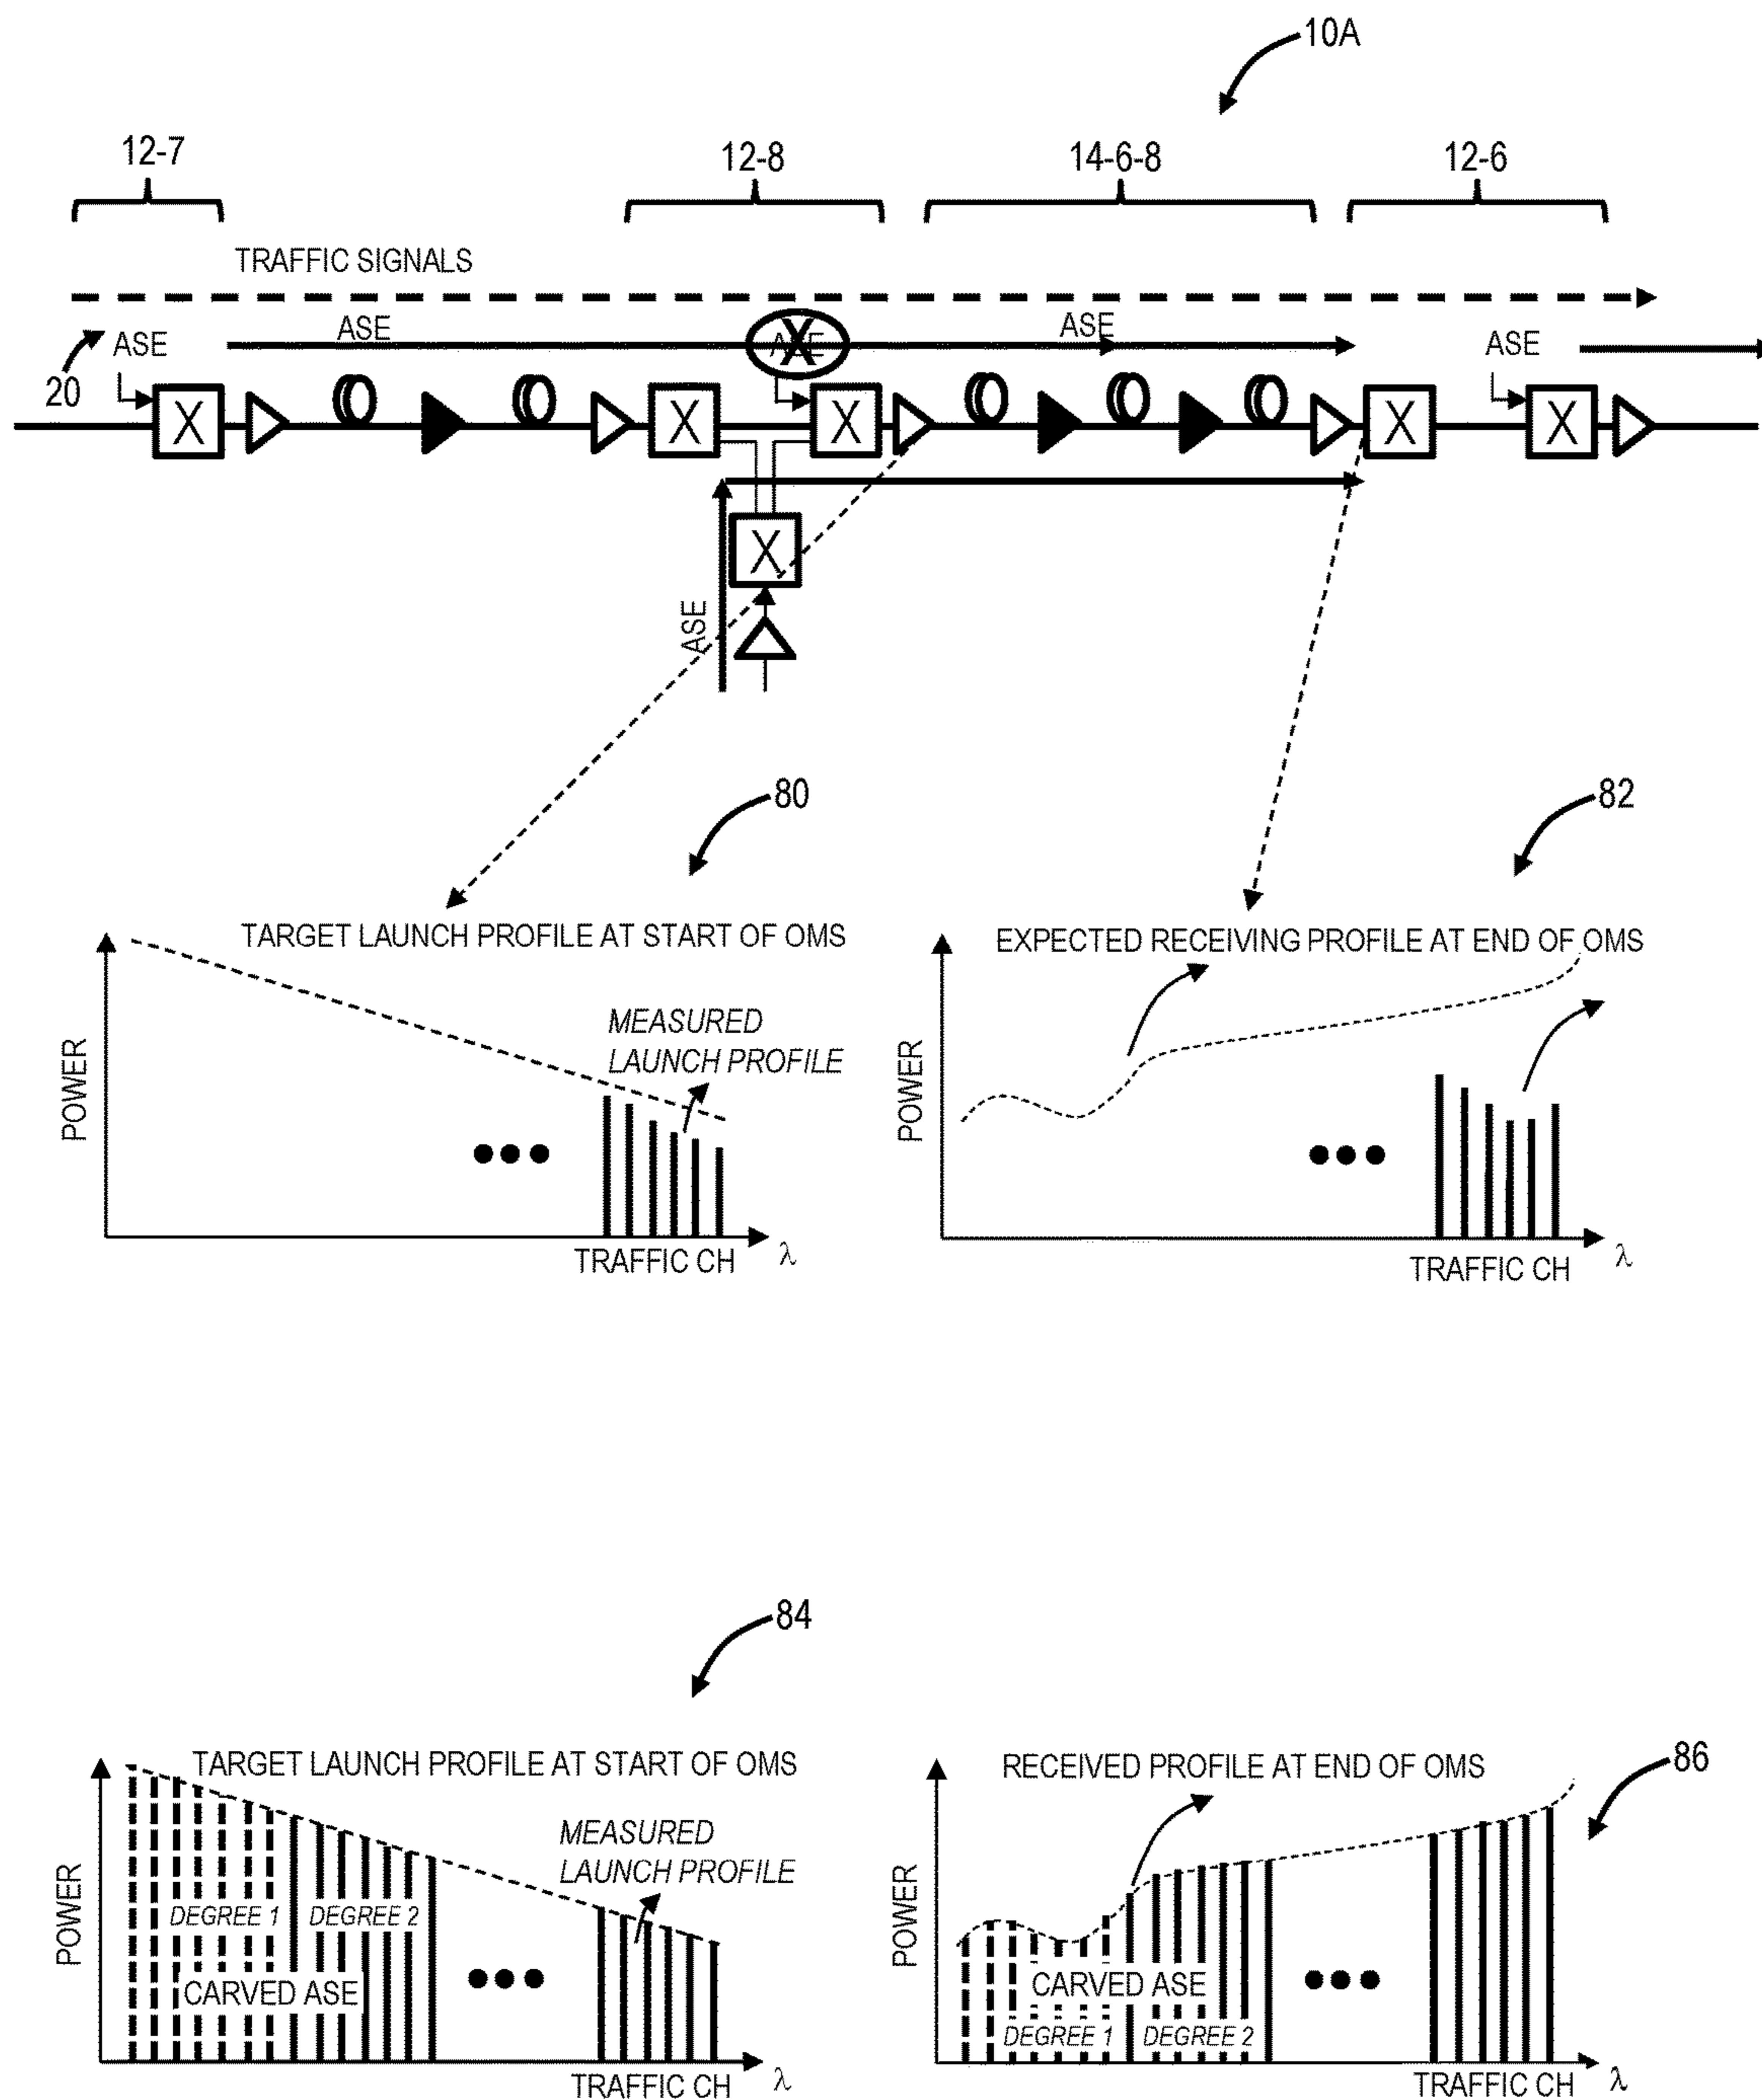 10A
12-7
12-8
14-6-8
12-6
TRAFFIC SIGNALS
ASE
ASE
ASE
ASE
ASE
20
X
X
X
X
X
X
X
ASE
80
82
TARGET LAUNCH PROFILE AT START OF OMS
EXPECTED RECEIVING PROFILE AT END OF OMS
MEASURED
LAUNCH PROFILE
POWER
POWER
TRAFFIC CH
λ
TRAFFIC CH
λ
84
86
TARGET LAUNCH PROFILE AT START OF OMS
RECEIVED PROFILE AT END OF OMS
MEASURED
LAUNCH PROFILE
POWER
POWER
DEGREE 1
DEGREE 2
CARVED ASE
CARVED ASE
DEGREE 1
DEGREE 2
TRAFFIC CH
λ
TRAFFIC CH
λ